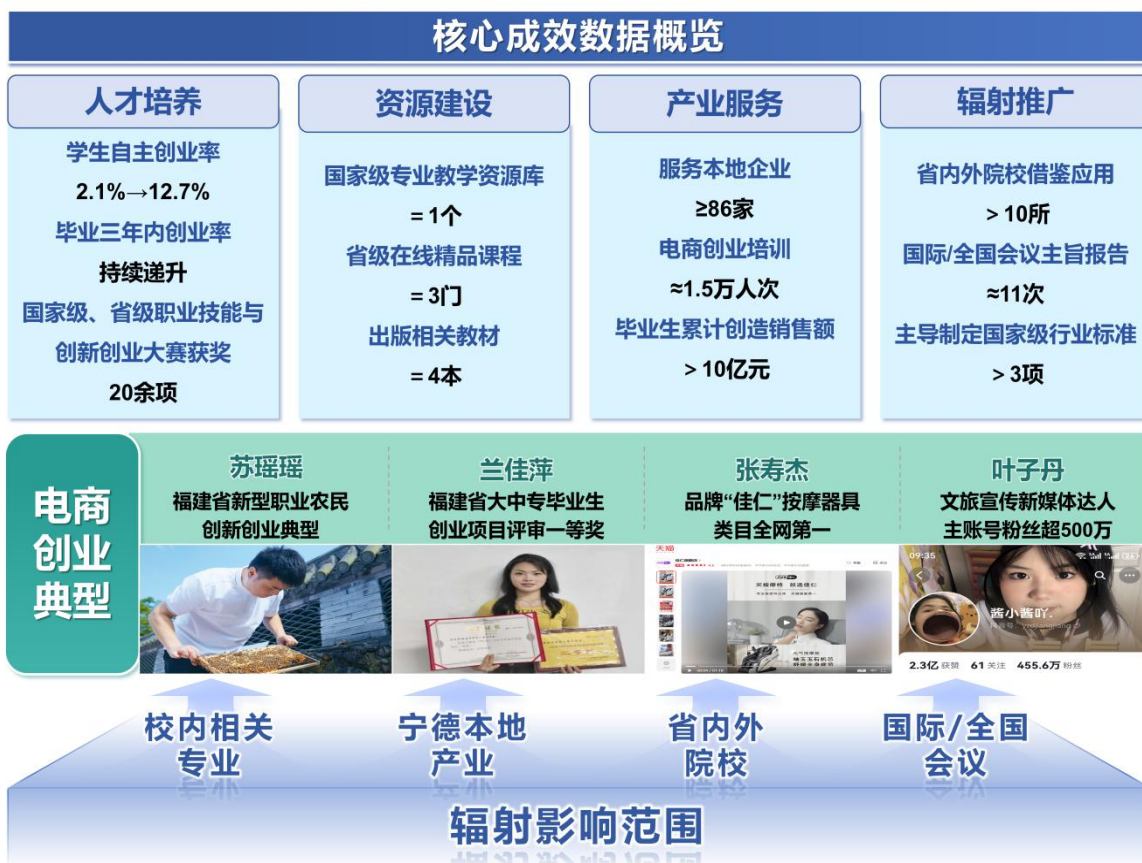 核心成效数据概览
人才培养
学生自主创业率
2.1%→12.7%
毕业三年内创业率
持续递升
国家级、省级职业技能与
创新创业大赛获奖
20余项
资源建设
国家级专业教学资源库
= 1个
省级在线精品课程
= 3门
出版相关教材
= 4本
产业服务
服务本地企业
≥86家
电商创业培训
≈1.5万人次
毕业生累计创造销售额
> 10亿元
辐射推广
省内外院校借鉴应用
> 10所
国际/全国会议主旨报告
≈11次
主导制定国家级行业标准
> 3项
电商
创业
典型
苏瑶瑶
福建省新型职业农民
创新创业典型
兰佳萍
福建省大中专毕业生
创业项目评审一等奖
张寿杰
品牌“佳仁”按摩器具
类目全网第一
叶子丹
文旅宣传新媒体达人
主账号粉丝超500万
天猫
09:35
酱小酱吖.
2.3亿 获赞 61 关注 455.6万 粉丝
校内相关
专业
宁德本地
产业
省内外
院校
国际/全国
会议
辐射影响范围